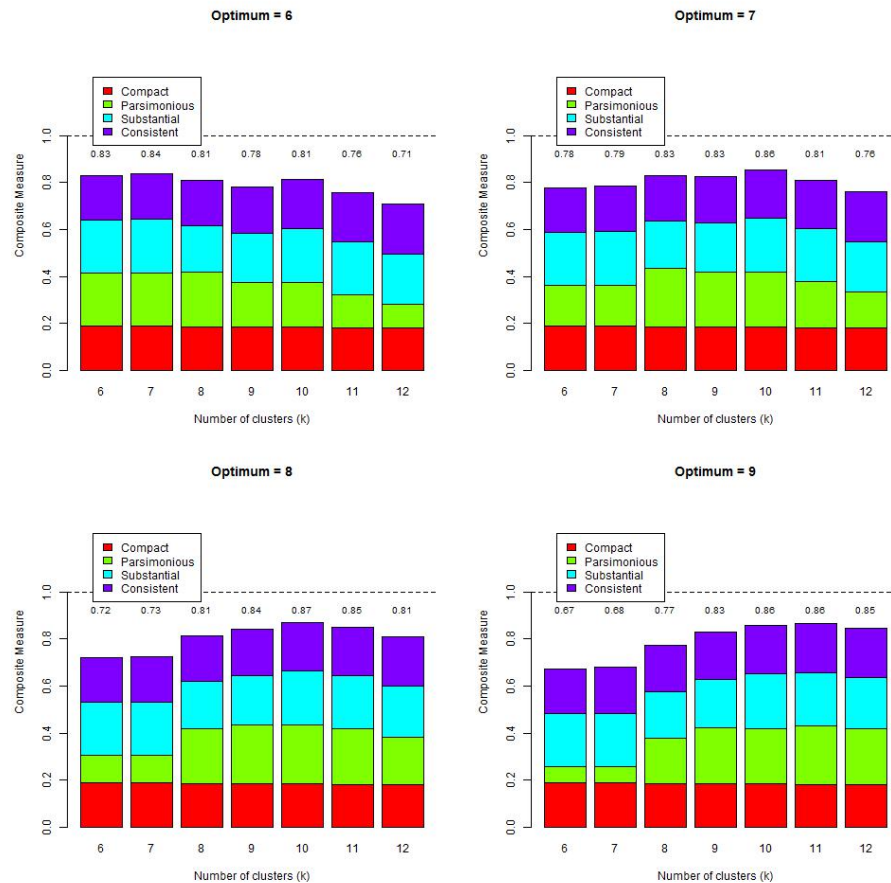 Optimum = 6
Compact
Parsimonious
Substantial
Consistent
Composite Measure
0.0 0.2 0.4 0.6 0.8 1.0
0.83 0.84 0.81 0.78 0.81 0.76 0.71
6 7 8 9 10 11 12
Number of clusters (k)
Optimum = 7
Compact
Parsimonious
Substantial
Consistent
Composite Measure
0.0 0.2 0.4 0.6 0.8 1.0
0.78 0.79 0.83 0.83 0.86 0.81 0.76
6 7 8 9 10 11 12
Number of clusters (k)
Optimum = 8
Compact
Parsimonious
Substantial
Consistent
Composite Measure
0.0 0.2 0.4 0.6 0.8 1.0
0.72 0.73 0.81 0.84 0.87 0.85 0.81
6 7 8 9 10 11 12
Number of clusters (k)
Optimum = 9
Compact
Parsimonious
Substantial
Consistent
Composite Measure
0.0 0.2 0.4 0.6 0.8 1.0
0.67 0.68 0.77 0.83 0.86 0.86 0.85
6 7 8 9 10 11 12
Number of clusters (k)